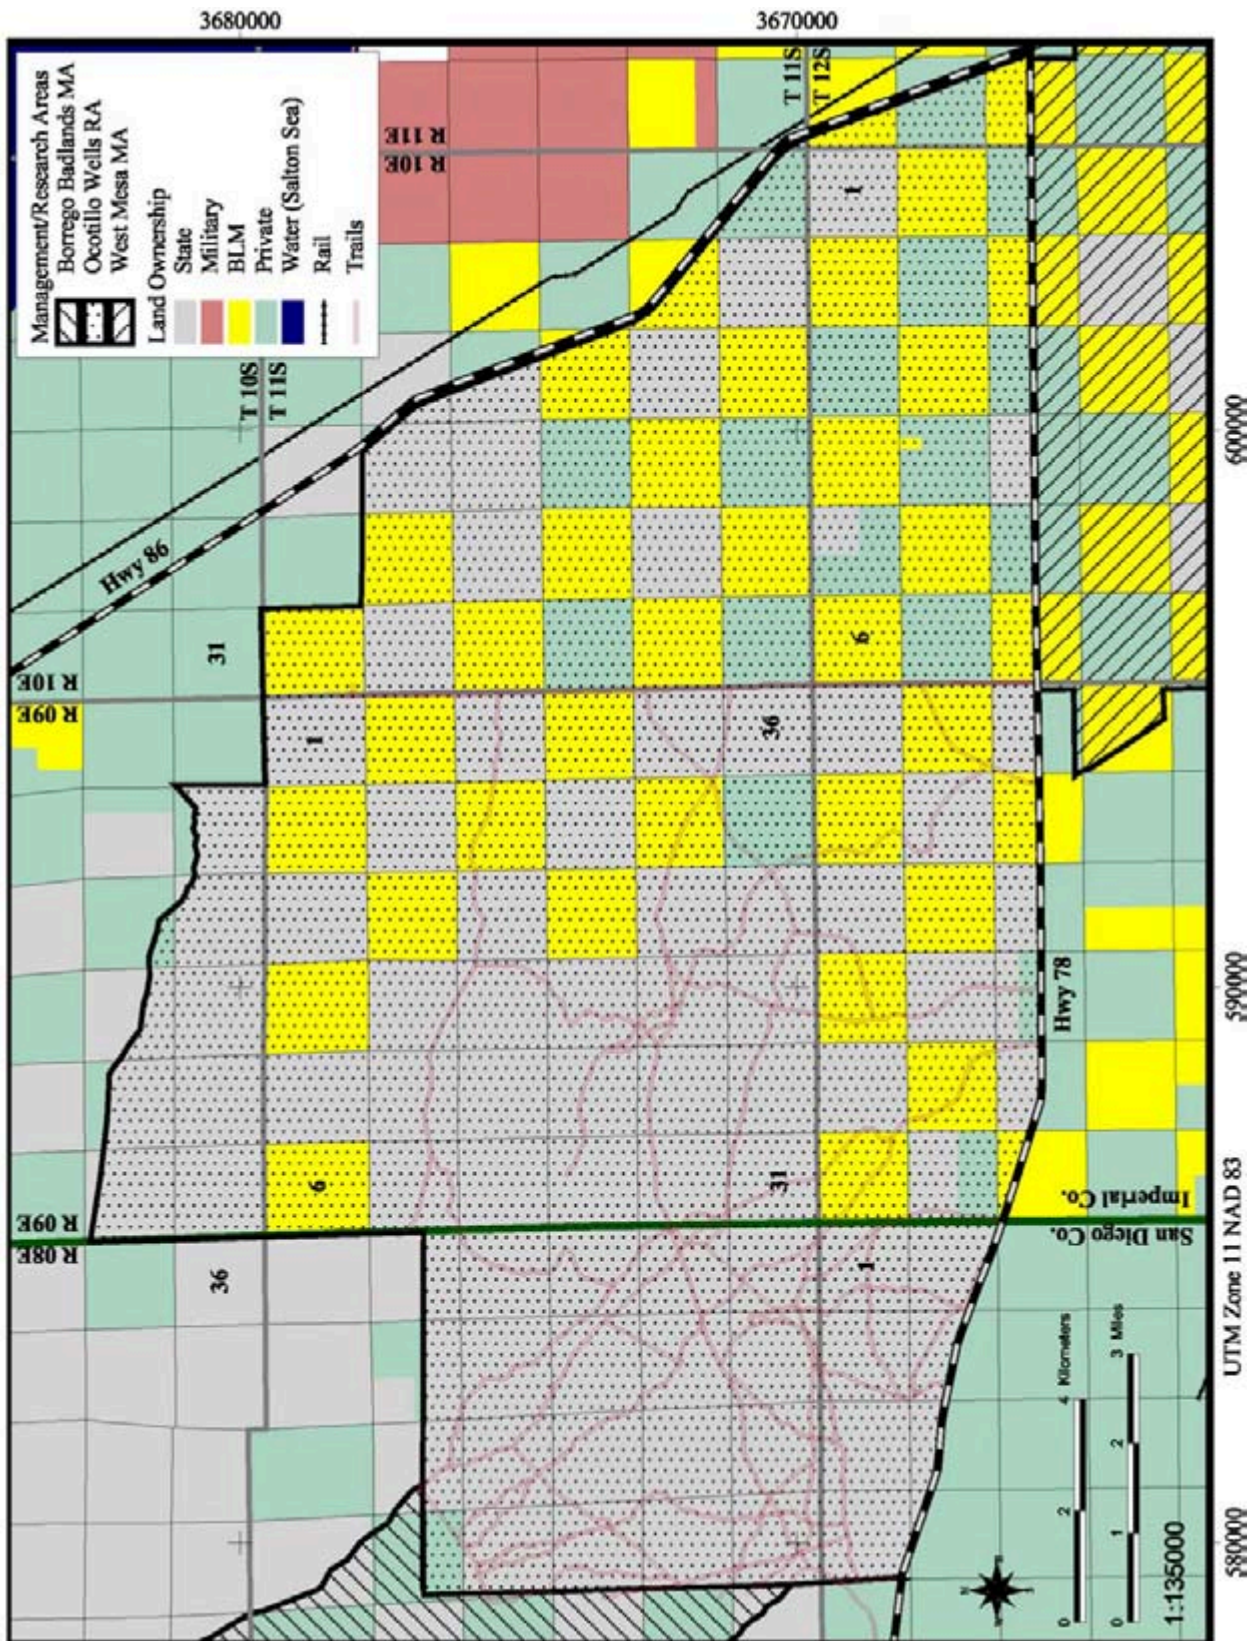 3680000
3670000
Management/Research Areas
Borrego Badlands MA
Ocotillo Wells RA
West Mesa MA
Land Ownership
State
Military
BLM
Private
Water (Salton Sea)
Rail
Trails
R 11E
R 10E
T 11S
T 12S
1
T 10S
T 11S
Hwy 86
600000
31
R 10E
R 09E
6
1
36
Hwy 78
590000
6
31
R 09E
R 08E
Imperial Co.
San Diego Co.
36
1
UTM Zone 11 NAD 83
0 2 4 Kilometers
0 1 2 3 Miles
1:135000
580000